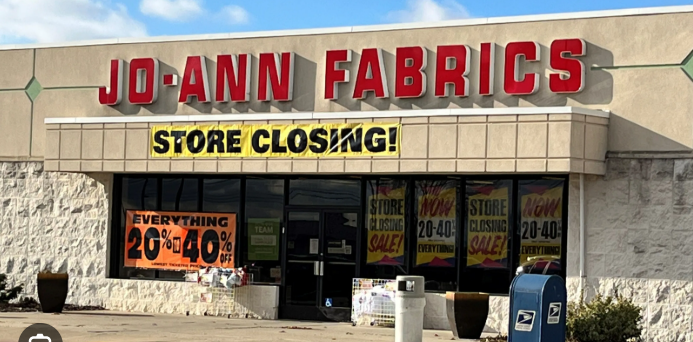 JO-ANN FABRICS
STORE CLOSING!
EVERYTHING
20% TO 40% OFF
TEAM
STORE
CLOSING
SALE!
NOW
20-40%
EVERYTHING!
STORE
CLOSING
SALE!
NOW
20-40%
EVERYTHING!